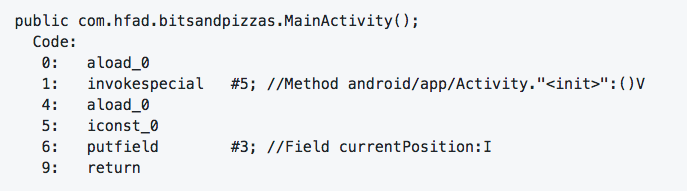 public com.hfad.bitsandpizzas.MainActivity();
Code:
0: aload_0
1: invokespecial #5; //Method android/app/Activity."<init>":()V
4: aload_0
5: iconst_0
6: putfield #3; //Field currentPosition:I
9: return